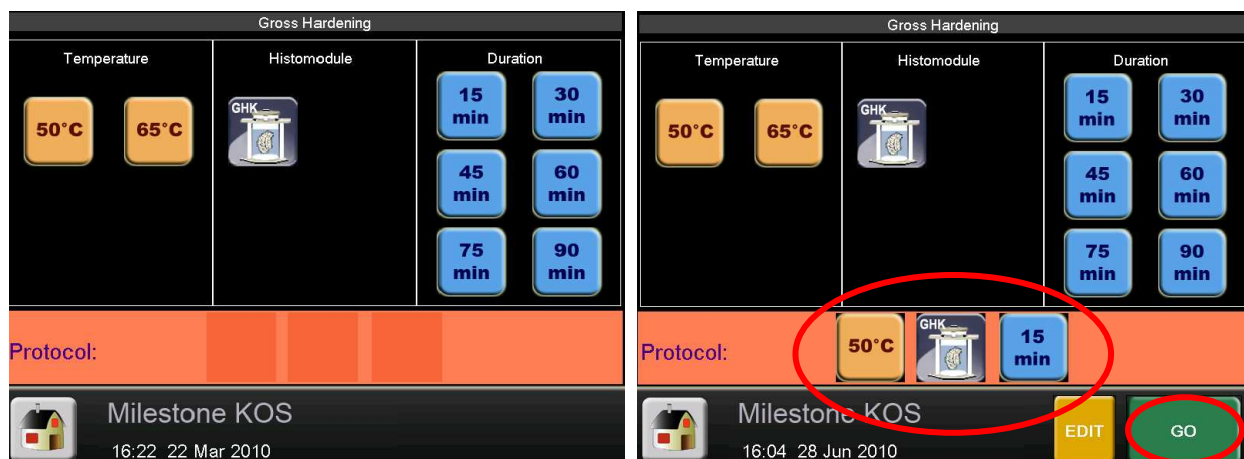 Gross Hardening
Temperature Histomodule Duration
50°C 65°C
GHK
15 min 30 min
45 min 60 min
75 min 90 min
Protocol:
Milestone KOS
16:22 22 Mar 2010
Gross Hardening
Temperature Histomodule Duration
50°C 65°C
GHK
15 min 30 min
45 min 60 min
75 min 90 min
Protocol:
50°C GHK 15 min
Milestone KOS
16:04 28 Jun 2010
EDIT GO